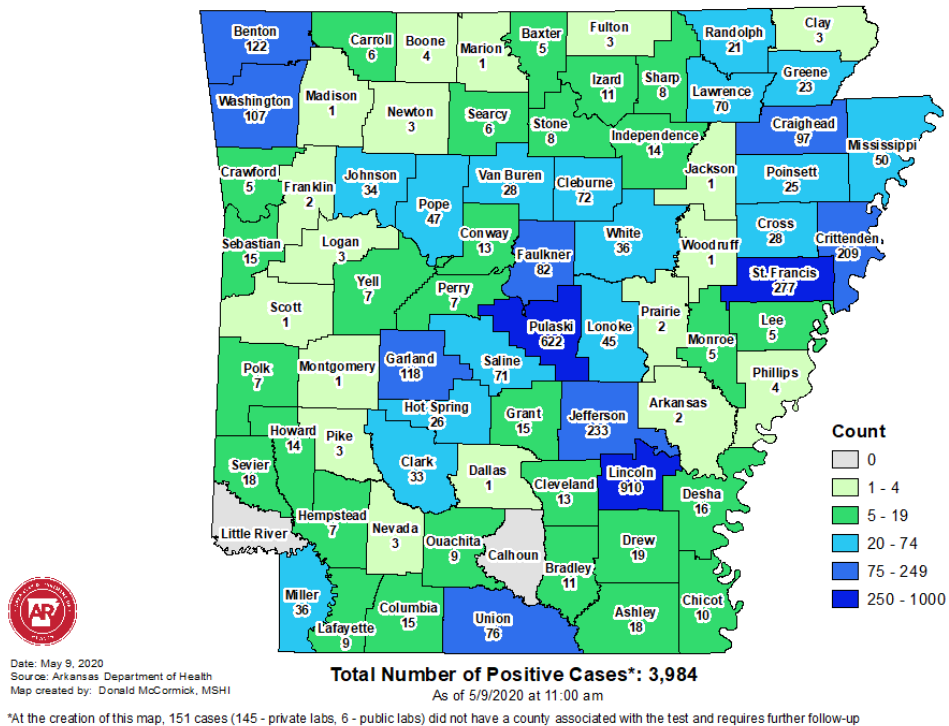 Benton
122
Carroll
6
Boone
4
Marion
1
Baxter
5
Fulton
3
Randolph
21
Clay
3
Washington
107
Madison
1
Newton
3
Searcy
6
Stone
8
Izard
11
Sharp
8
Lawrence
70
Greene
23
Independence
14
Craighead
97
Mississippi
50
Crawford
5
Franklin
2
Johnson
34
Pope
47
Van Buren
28
Cleburne
72
Jackson
1
Poinsett
25
Sebastian
15
Logan
3
Conway
13
Faulkner
82
White
36
Woodruff
1
Cross
28
Crittenden
209
Scott
1
Yell
7
Perry
7
Pulaski
622
Lonoke
45
Prairie
2
Monroe
5
St. Francis
277
Lee
5
Polk
7
Montgomery
1
Garland
118
Saline
71
Phillips
4
Hot Spring
26
Grant
15
Jefferson
233
Arkansas
2
Howard
14
Pike
3
Clark
33
Dallas
1
Cleveland
13
Lincoln
910
Desha
16
Sevier
18
Little River
Hempstead
7
Nevada
3
Ouachita
9
Calhoun
Bradley
11
Drew
19
Miller
36
Lafayette
9
Columbia
15
Union
76
Ashley
18
Chicot
10
Count
0
1 - 4
5 - 19
20 - 74
75 - 249
250 - 1000
AR
Date: May 9, 2020
Source: Arkansas Department of Health
Map created by: Donald McCormick, MSHI
Total Number of Positive Cases*: 3,984
As of 5/9/2020 at 11:00 am
*At the creation of this map, 151 cases (145 - private labs, 6 - public labs) did not have a county associated with the test and requires further follow-up